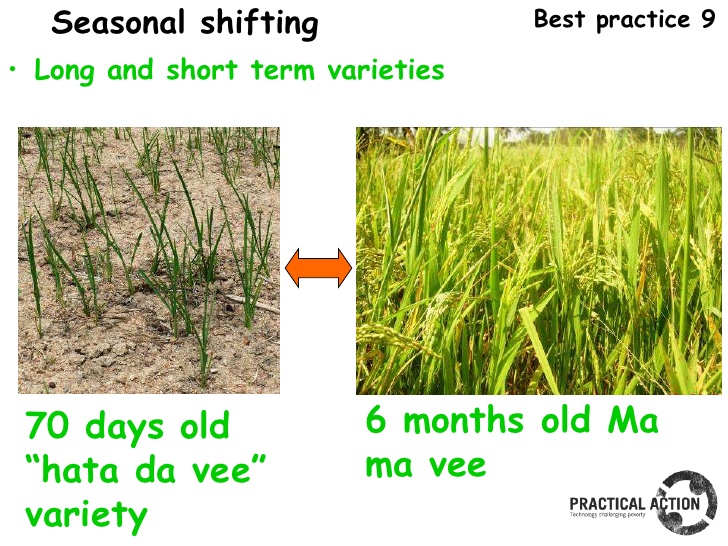 Seasonal shifting
Best practice 9
• Long and short term varieties
70 days old
“hata da vee”
variety
6 months old Ma
ma vee
PRACTICAL ACTION
Technology challenging poverty